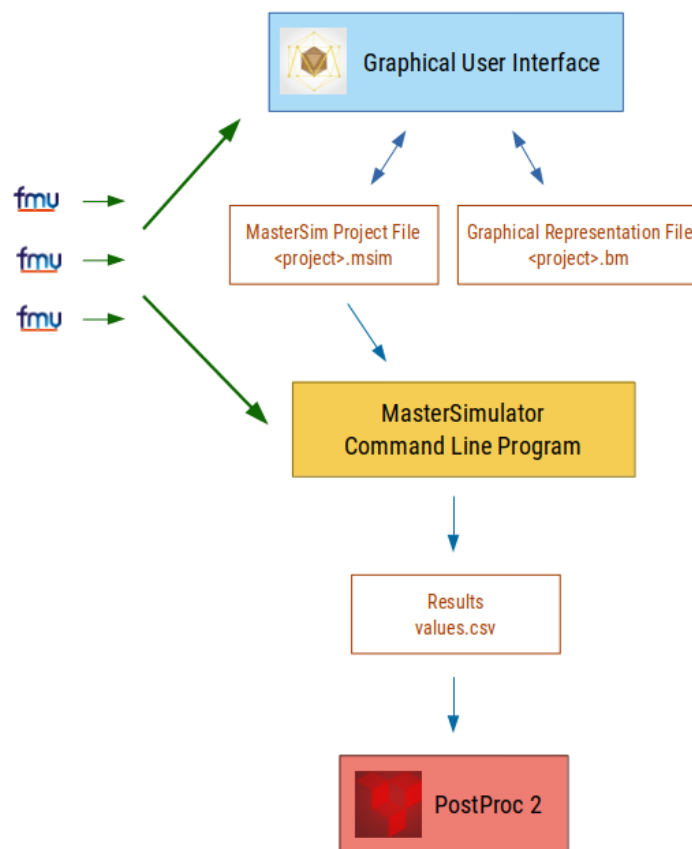 Graphical User Interface
fmu
fmu
fmu
MasterSim Project File
<project>.msim
Graphical Representation File
<project>.bm
MasterSimulator
Command Line Program
Results
values.csv
PostProc 2